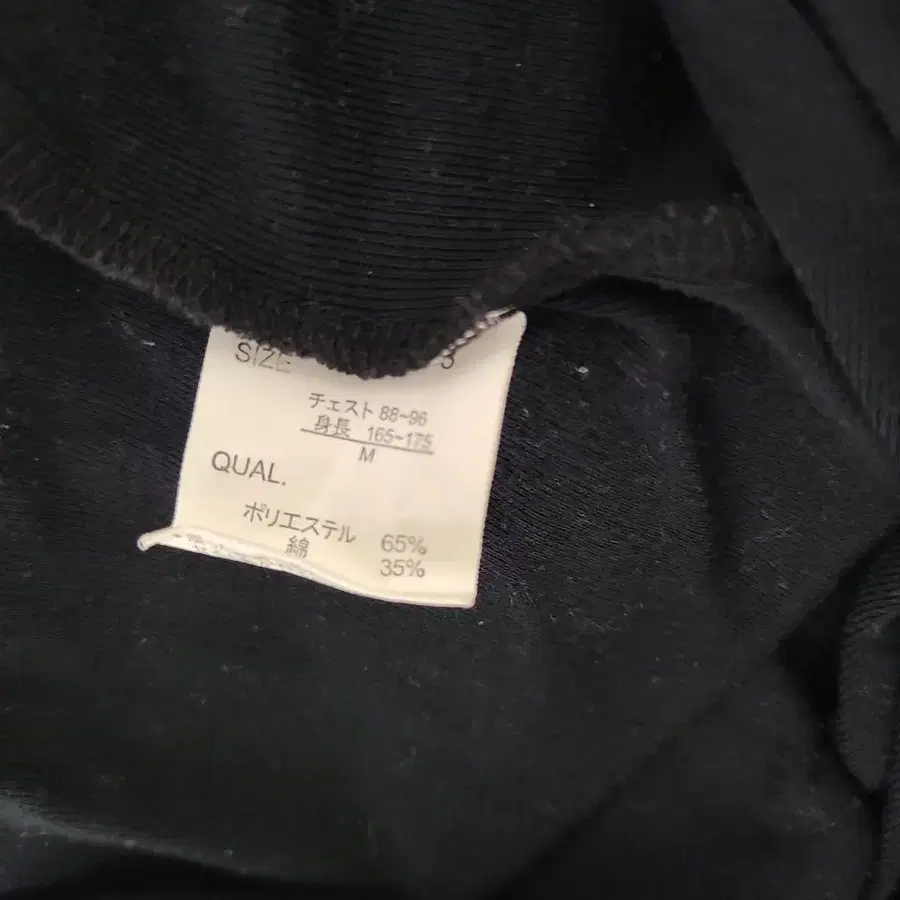 SIZE 3
チェスト 88~96
身長 165~175
M
QUAL.
ポリエステル 65%
綿 35%